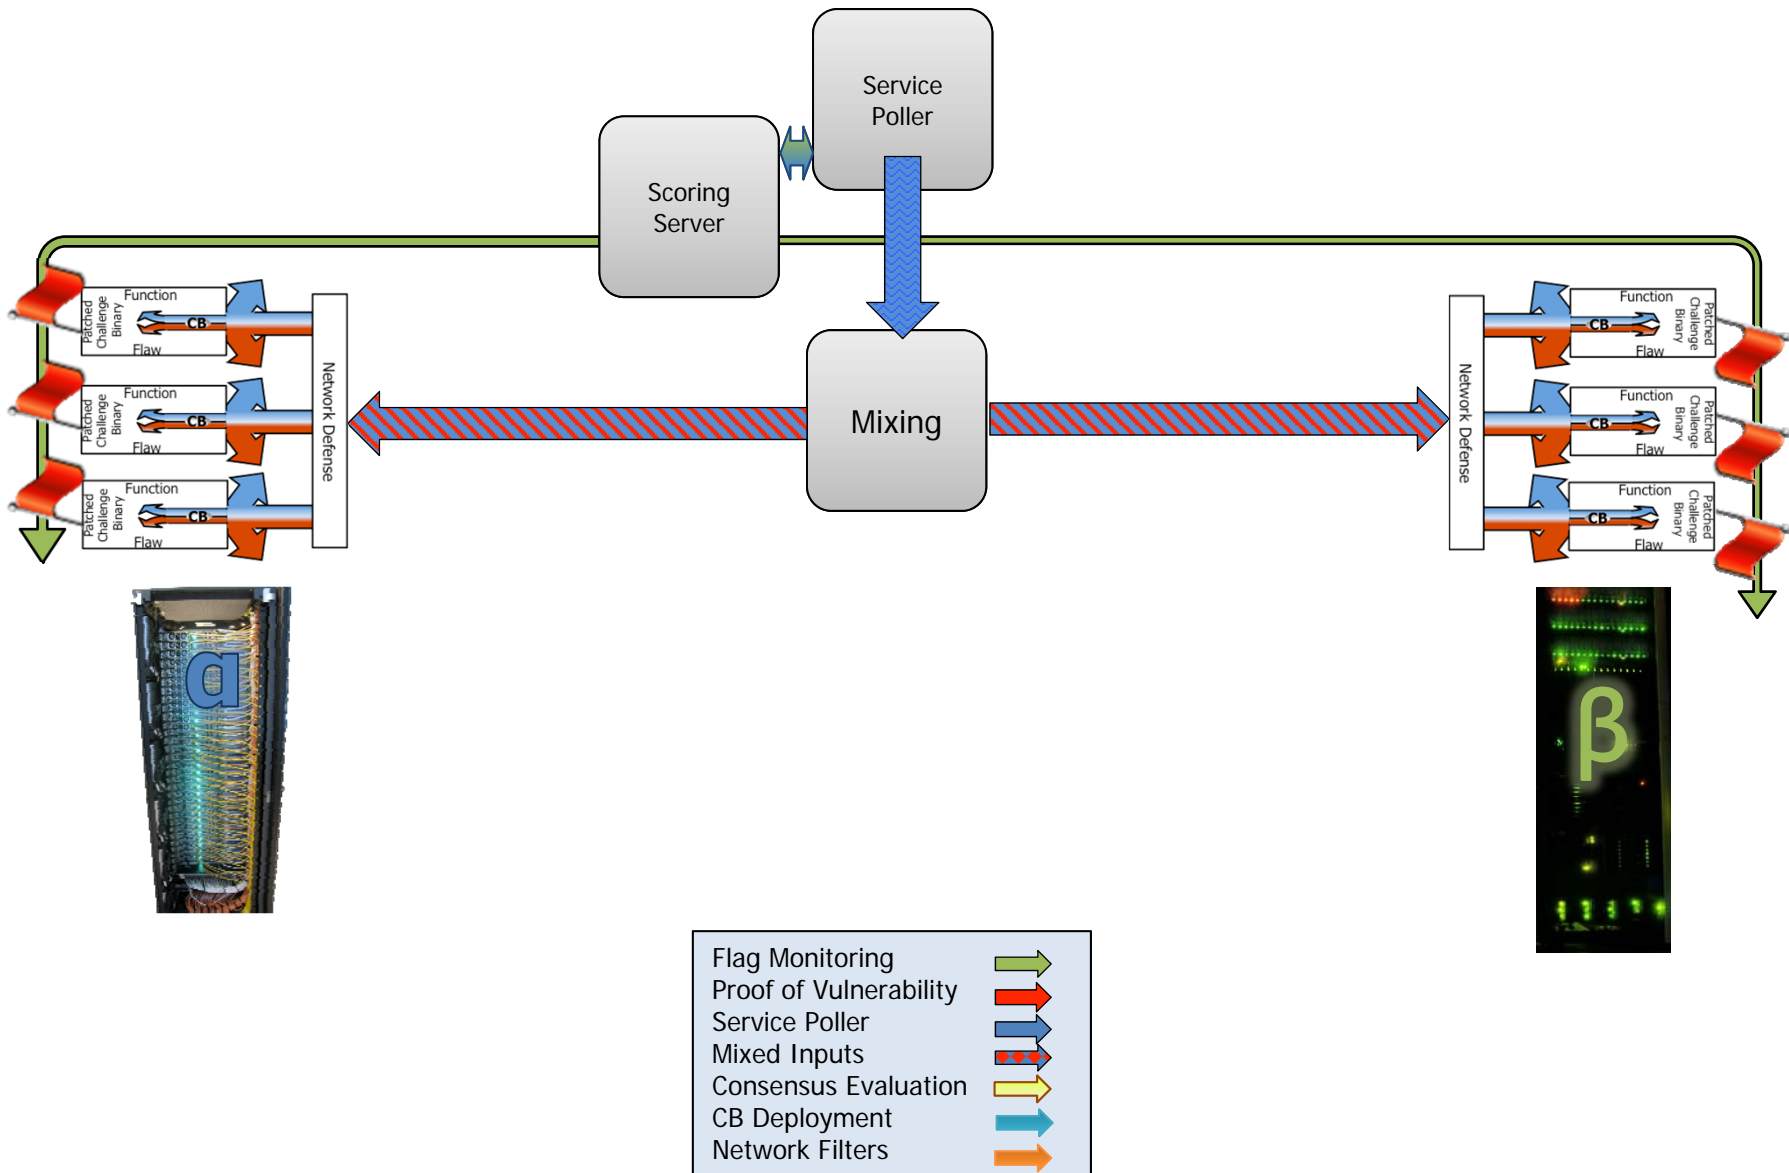 Service
Poller
Scoring
Server
Function
Patched
Challenge
Binary
CB
Flaw
Function
Patched
Challenge
Binary
CB
Flaw
Function
Patched
Challenge
Binary
CB
Flaw
Network Defense
Mixing
Network Defense
Function
CB
Flaw
Patched
Challenge
Binary
Function
CB
Flaw
Patched
Challenge
Binary
Function
CB
Flaw
Patched
Challenge
Binary
α
β
Flag Monitoring
Proof of Vulnerability
Service Poller
Mixed Inputs
Consensus Evaluation
CB Deployment
Network Filters